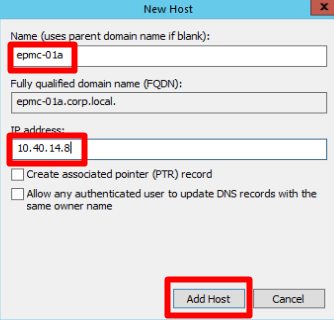 New Host
x
Name (uses parent domain name if blank):
epmc-01a
Fully qualified domain name (FQDN):
epmc-01a.corp.local.
IP address:
10.40.14.8
Create associated pointer (PTR) record
Allow any authenticated user to update DNS records with the
same owner name
Add Host
Cancel